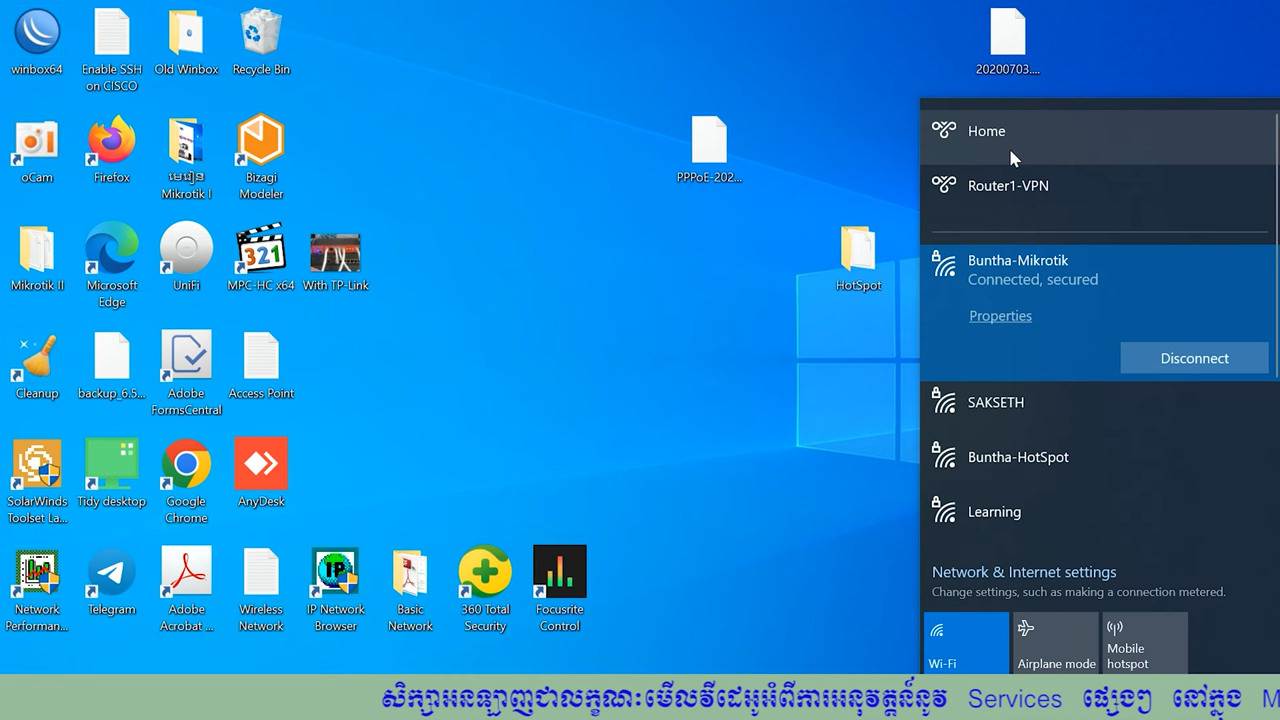 winbox64
Enable SSH
on CISCO
Old Winbox
Recycle Bin
20200703....
oCam
Firefox
មេរៀន
Mikrotik I
Bizagi
Modeler
PPPoE-202...
Mikrotik II
Microsoft
Edge
UniFi
MPC-HC x64
321
With TP-Link
HotSpot
Cleanup
backup_6.5...
Adobe
FormsCentral
Access Point
SolarWinds
Toolset La...
Tidy desktop
Google
Chrome
AnyDesk
Network
Performan...
Telegram
Adobe
Acrobat ...
Wireless
Network
IP
IP Network
Browser
Basic
Network
360 Total
Security
Focusrite
Control
Home
Router1-VPN
Buntha-Mikrotik
Connected, secured
Properties
Disconnect
SAKSETH
Buntha-HotSpot
Learning
Network & Internet settings
Change settings, such as making a connection metered.
Wi-Fi
Airplane mode
Mobile
hotspot
សិក្សាអនឡាញជាលក្ខណៈមើលវីដេអូអំពីការអនុវត្តន៍នូវ Services ផ្សេងៗ នៅក្នុង M